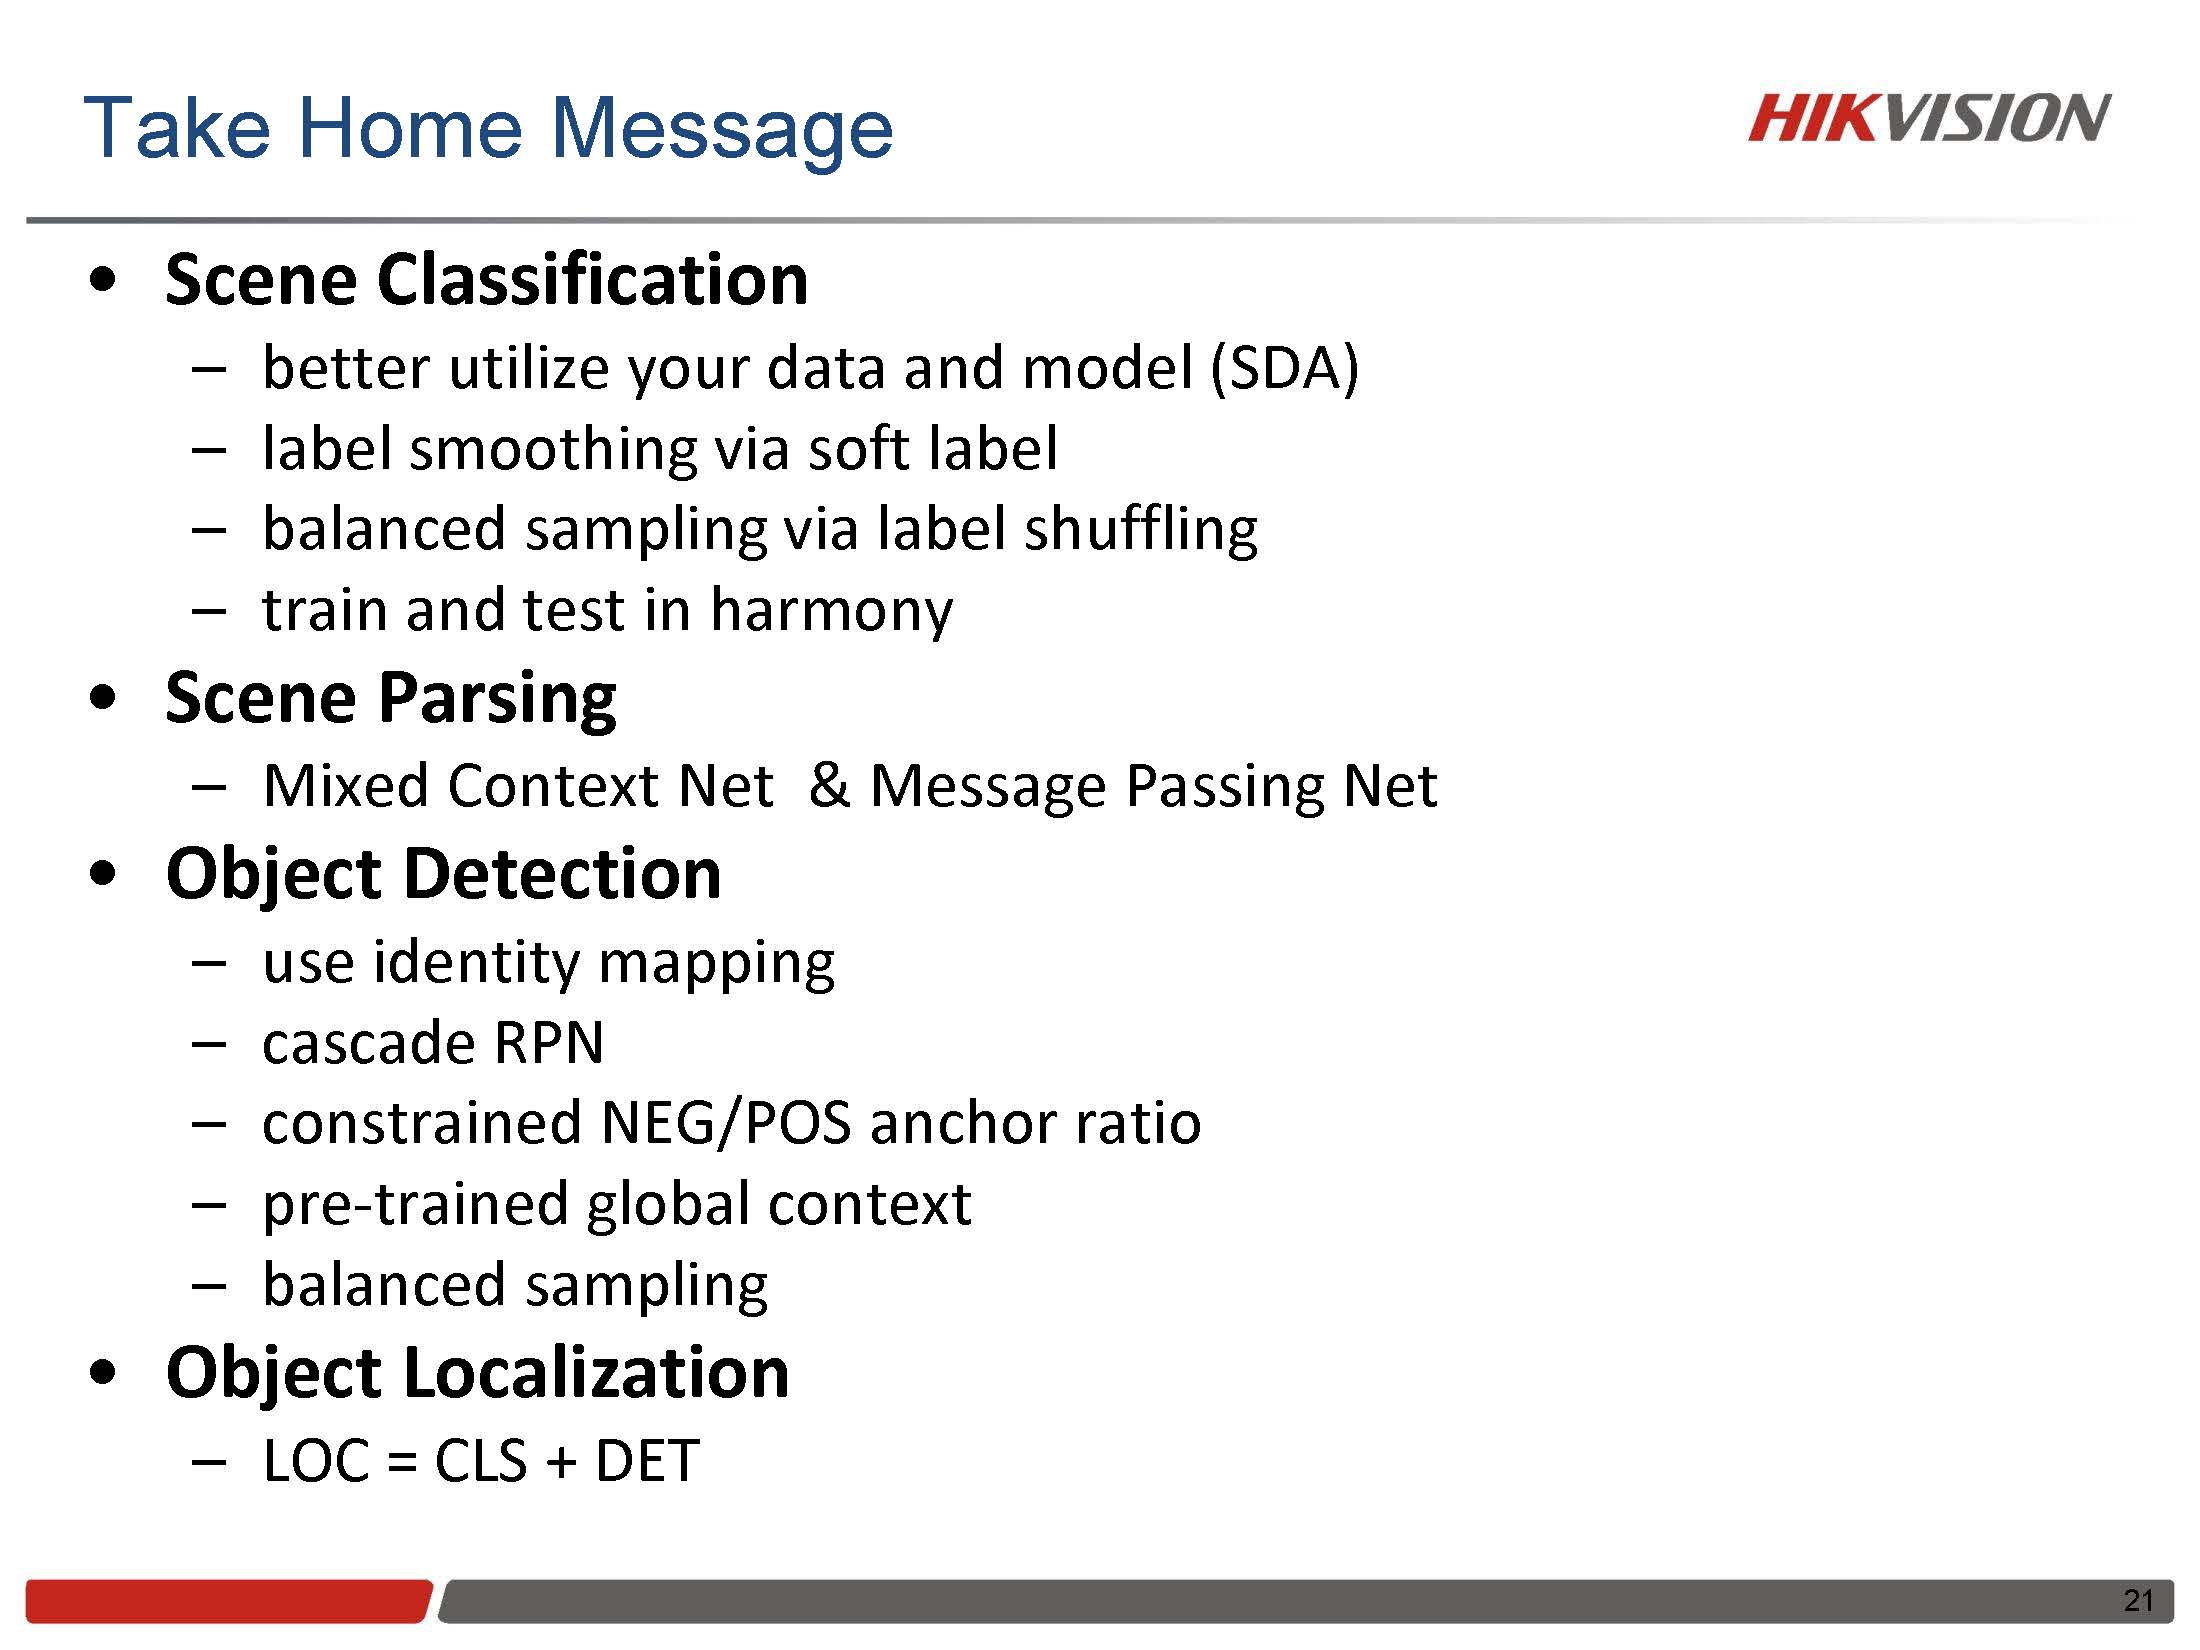 Take Home Message
HIKVISION
• Scene Classification
– better utilize your data and model (SDA)
– label smoothing via soft label
– balanced sampling via label shuffling
– train and test in harmony
• Scene Parsing
– Mixed Context Net & Message Passing Net
• Object Detection
– use identity mapping
– cascade RPN
– constrained NEG/POS anchor ratio
– pre-trained global context
– balanced sampling
• Object Localization
– LOC = CLS + DET
21